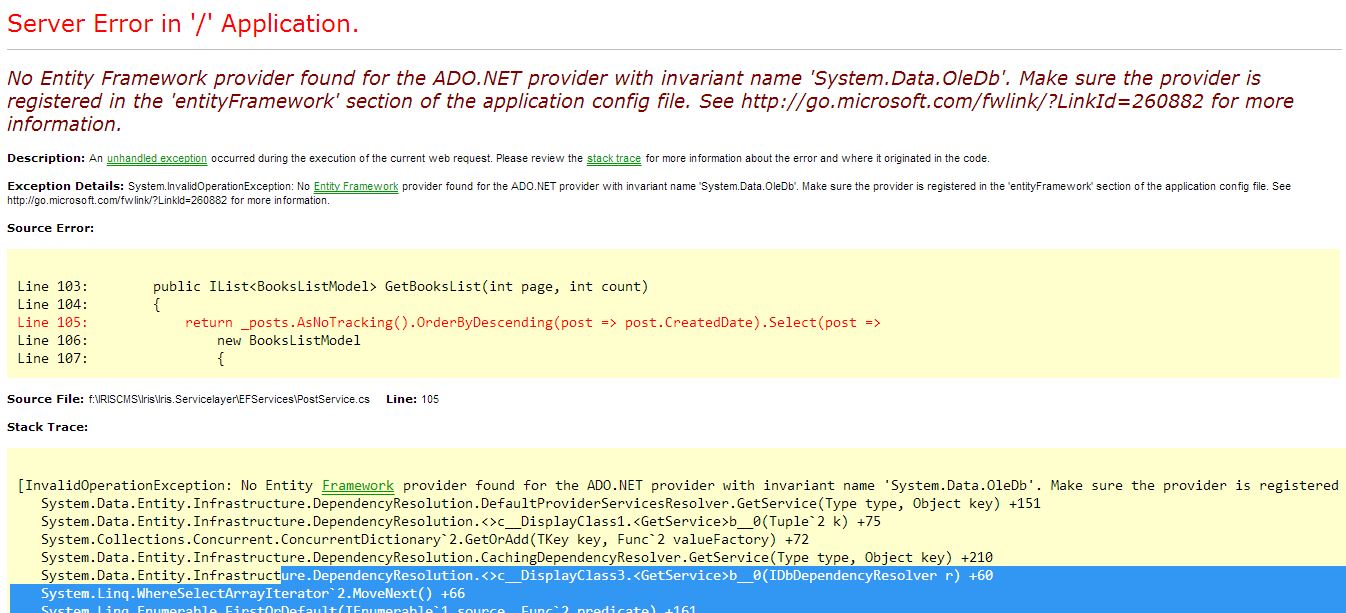 Server Error in '/' Application.
No Entity Framework provider found for the ADO.NET provider with invariant name 'System.Data.OleDb'. Make sure the provider is
registered in the 'entityFramework' section of the application config file. See http://go.microsoft.com/fwlink/?LinkId=260882 for more
information.
Description: An unhandled exception occurred during the execution of the current web request. Please review the stack trace for more information about the error and where it originated in the code.
Exception Details: System.InvalidOperationException: No Entity Framework provider found for the ADO.NET provider with invariant name 'System.Data.OleDb'. Make sure the provider is registered in the 'entityFramework' section of the application config file. See
http://go.microsoft.com/fwlink/?LinkId=260882 for more information.
Source Error:
Line 103:        public IList<BooksListModel> GetBooksList(int page, int count)
Line 104:        {
Line 105:            return _posts.AsNoTracking().OrderByDescending(post => post.CreatedDate).Select(post =>
Line 106:                new BooksListModel
Line 107:                {
Source File: f:\IRISCMS\Iris\Iris.Servicelayer\EFServices\PostService.cs    Line: 105
Stack Trace:
[InvalidOperationException: No Entity Framework provider found for the ADO.NET provider with invariant name 'System.Data.OleDb'. Make sure the provider is registered
System.Data.Entity.Infrastructure.DependencyResolution.DefaultProviderServicesResolver.GetService(Type type, Object key) +151
System.Data.Entity.Infrastructure.DependencyResolution.<>c__DisplayClass1.<GetService>b__0(Tuple`2 k) +75
System.Collections.Concurrent.ConcurrentDictionary`2.GetOrAdd(TKey key, Func`2 valueFactory) +72
System.Data.Entity.Infrastructure.DependencyResolution.CachingDependencyResolver.GetService(Type type, Object key) +210
System.Data.Entity.Infrastructure.DependencyResolution.<>c__DisplayClass3.<GetService>b__0(IDbDependencyResolver r) +60
System.Linq.WhereSelectArrayIterator`2.MoveNext() +66
System.Linq.Enumerable.FirstOrDefault(IEnumerable`1 source, Func`2 predicate) +161